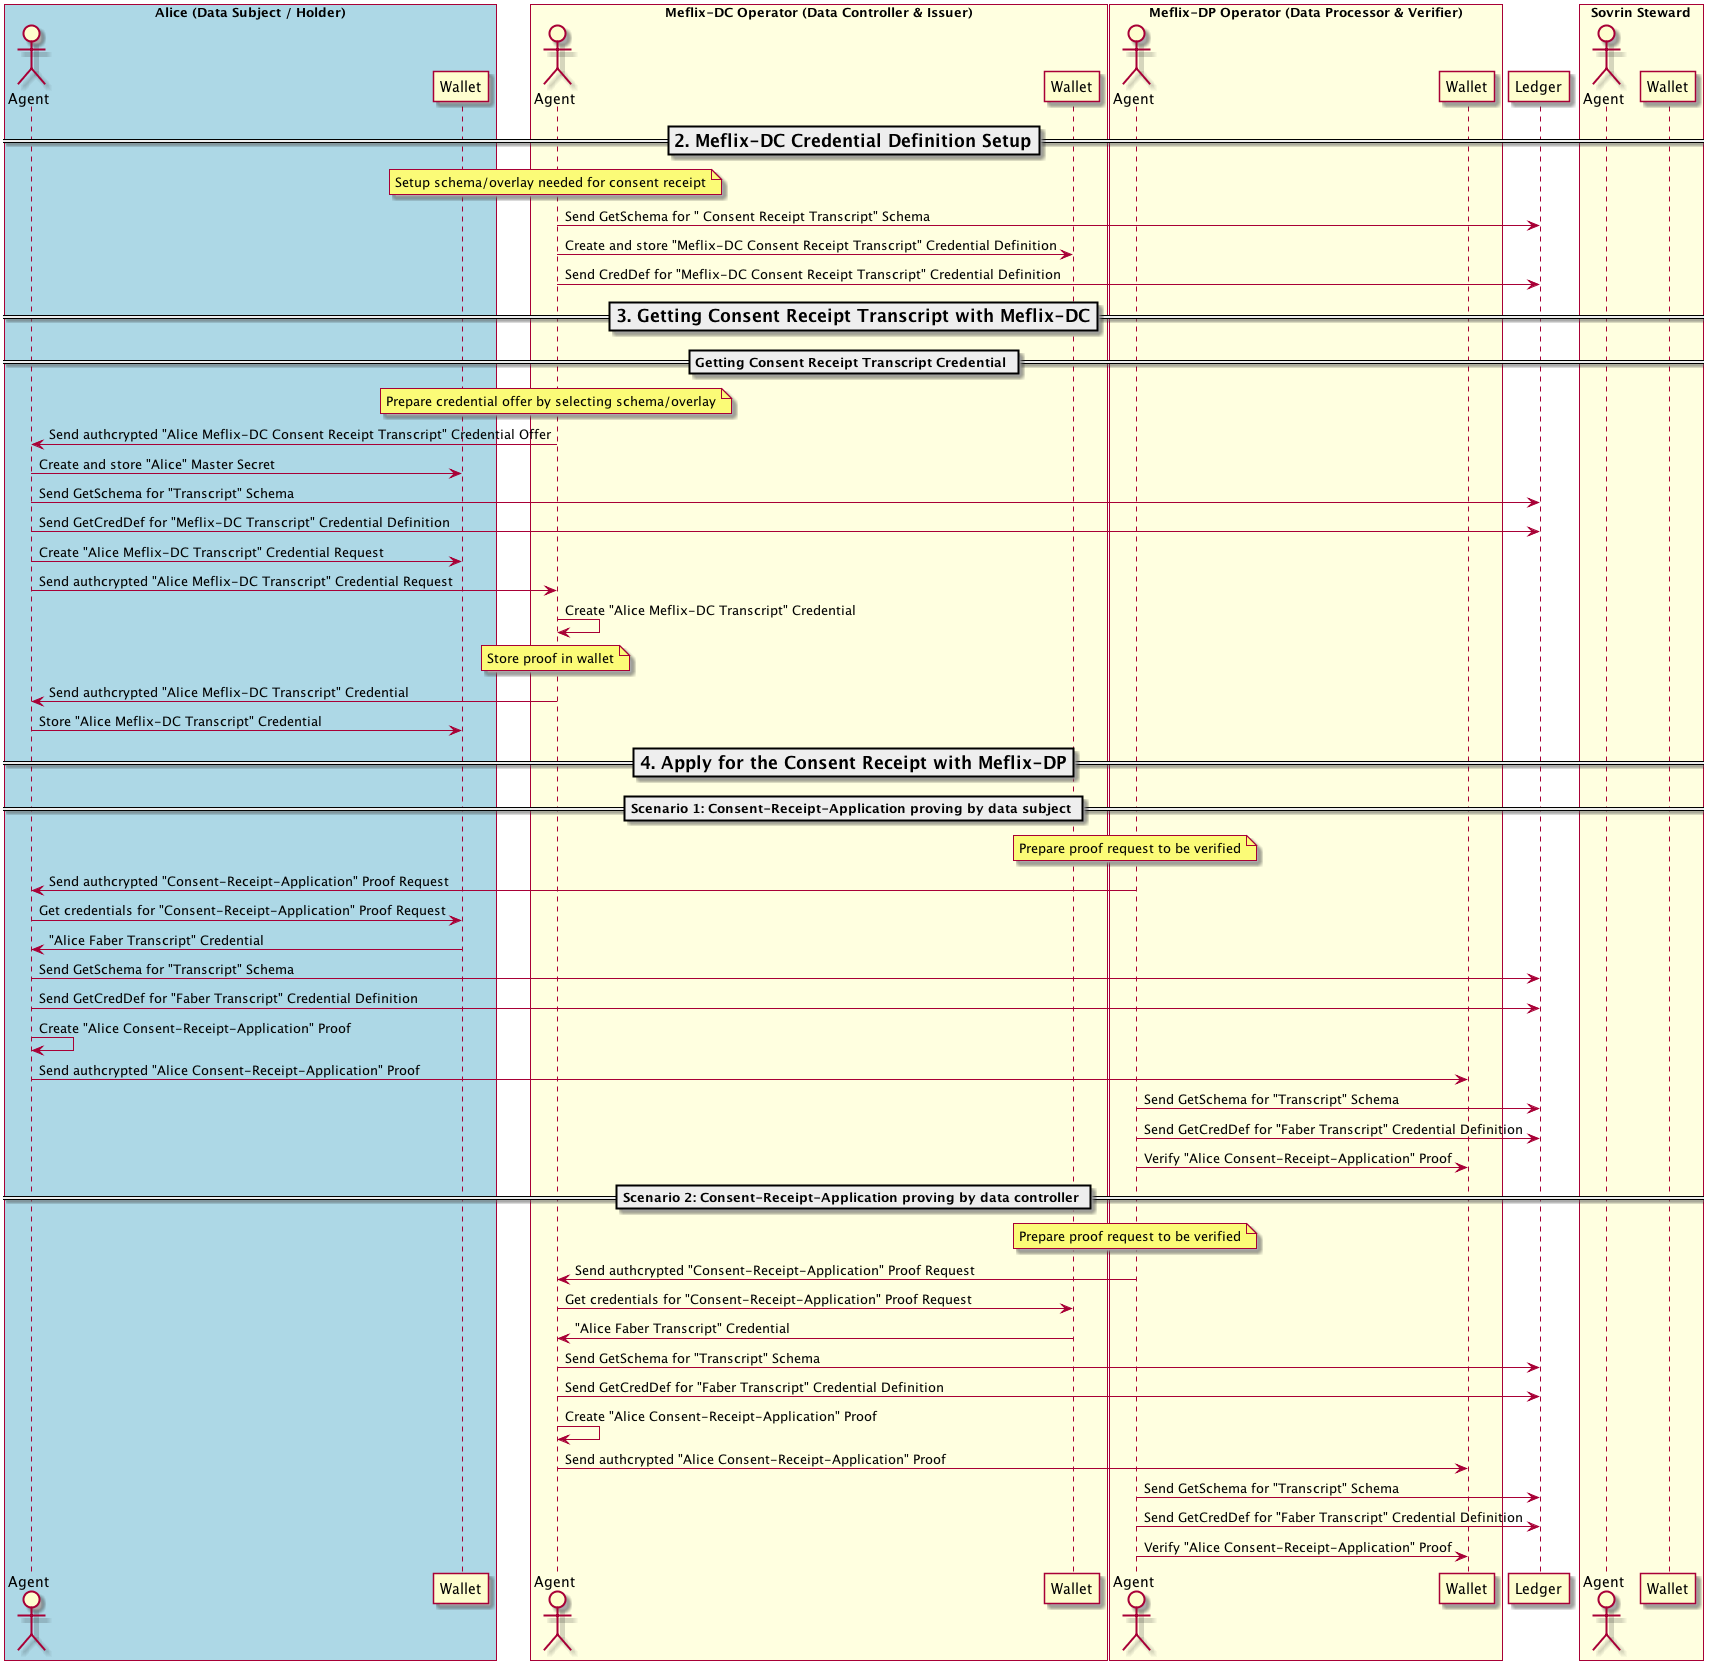 Alice (Data Subject / Holder)
Meflix-DC Operator (Data Controller & Issuer)
Meflix-DP Operator (Data Processor & Verifier)
Sovrin Steward
Agent
Wallet
Agent
Wallet
Agent
Wallet
Ledger
Agent
Wallet
2. Meflix-DC Credential Definition Setup
Setup schema/overlay needed for consent receipt
Send GetSchema for " Consent Receipt Transcript" Schema
Create and store "Meflix-DC Consent Receipt Transcript" Credential Definition
Send CredDef for "Meflix-DC Consent Receipt Transcript" Credential Definition
3. Getting Consent Receipt Transcript with Meflix-DC
Getting Consent Receipt Transcript Credential
Prepare credential offer by selecting schema/overlay
Send authcrypted "Alice Meflix-DC Consent Receipt Transcript" Credential Offer
Create and store "Alice" Master Secret
Send GetSchema for "Transcript" Schema
Send GetCredDef for "Meflix-DC Transcript" Credential Definition
Create "Alice Meflix-DC Transcript" Credential Request
Send authcrypted "Alice Meflix-DC Transcript" Credential Request
Create "Alice Meflix-DC Transcript" Credential
Store proof in wallet
Send authcrypted "Alice Meflix-DC Transcript" Credential
Store "Alice Meflix-DC Transcript" Credential
4. Apply for the Consent Receipt with Meflix-DP
Scenario 1: Consent-Receipt-Application proving by data subject
Prepare proof request to be verified
Send authcrypted "Consent-Receipt-Application" Proof Request
Get credentials for "Consent-Receipt-Application" Proof Request
"Alice Faber Transcript" Credential
Send GetSchema for "Transcript" Schema
Send GetCredDef for "Faber Transcript" Credential Definition
Create "Alice Consent-Receipt-Application" Proof
Send authcrypted "Alice Consent-Receipt-Application" Proof
Send GetSchema for "Transcript" Schema
Send GetCredDef for "Faber Transcript" Credential Definition
Verify "Alice Consent-Receipt-Application" Proof
Scenario 2: Consent-Receipt-Application proving by data controller
Prepare proof request to be verified
Send authcrypted "Consent-Receipt-Application" Proof Request
Get credentials for "Consent-Receipt-Application" Proof Request
"Alice Faber Transcript" Credential
Send GetSchema for "Transcript" Schema
Send GetCredDef for "Faber Transcript" Credential Definition
Create "Alice Consent-Receipt-Application" Proof
Send authcrypted "Alice Consent-Receipt-Application" Proof
Send GetSchema for "Transcript" Schema
Send GetCredDef for "Faber Transcript" Credential Definition
Verify "Alice Consent-Receipt-Application" Proof
Agent
Wallet
Agent
Wallet
Agent
Wallet
Ledger
Agent
Wallet